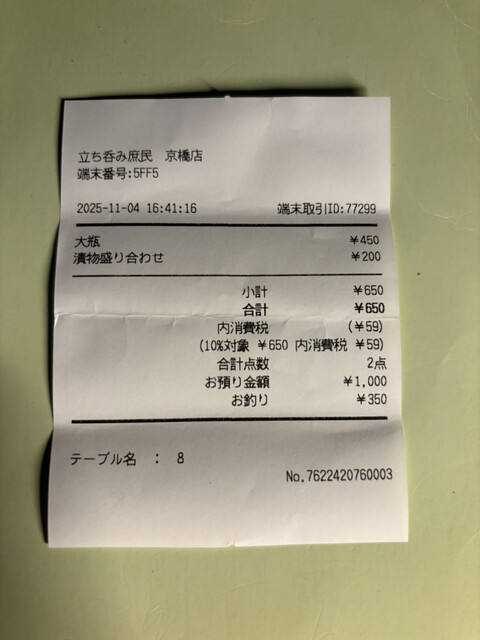 立ち呑み庶民 京橋店
端末番号:5FF5
2025-11-04 16:41:16 端末取引ID:77299
大瓶 ¥450
漬物盛り合わせ ¥200
小計 ¥650
合計 ¥650
内消費税 (¥59)
(10%対象 ¥650 内消費税 ¥59)
合計点数 2点
お預り金額 ¥1,000
お釣り ¥350
テーブル名 : 8
No.7622420760003